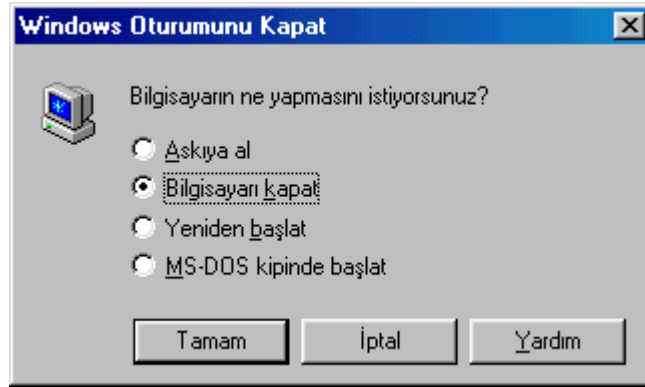 Windows Oturumunu Kapat
Bilgisayarın ne yapmasını istiyorsunuz?
Askıya al
Bilgisayarı kapat
Yeniden başlat
MS-DOS kipinde başlat
Tamam İptal Yardım